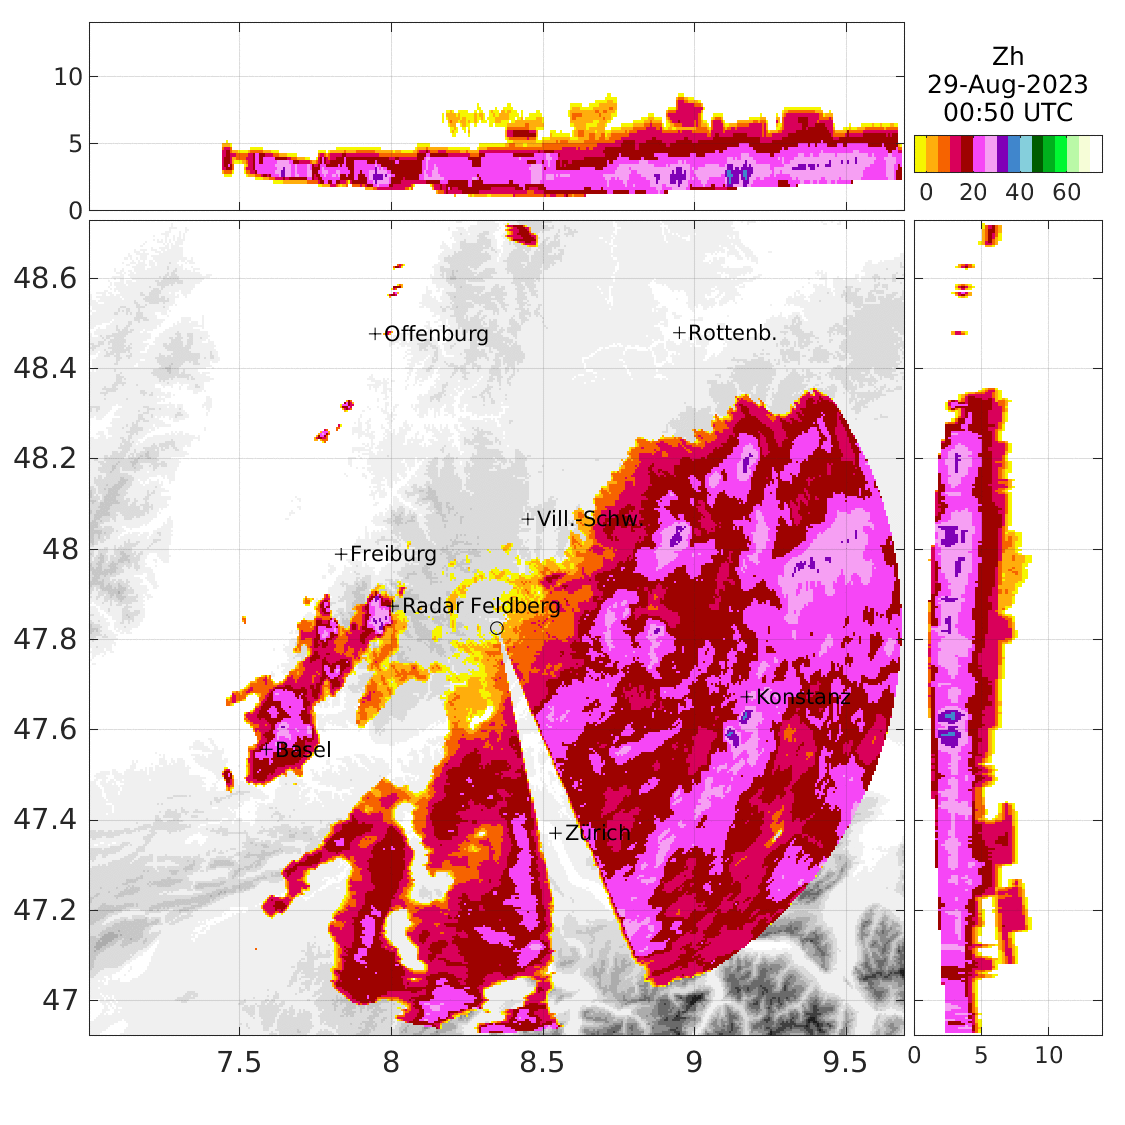 Zh
29-Aug-2023
00:50 UTC
0 20 40 60
10
5
0
48.6
48.4
48.2
48
47.8
47.6
47.4
47.2
47
Offenburg
Rottenb.
Vill.-Schw.
Freiburg
Radar Feldberg
Konstanz
Basel
Zürich
7.5 8 8.5 9 9.5
0 5 10